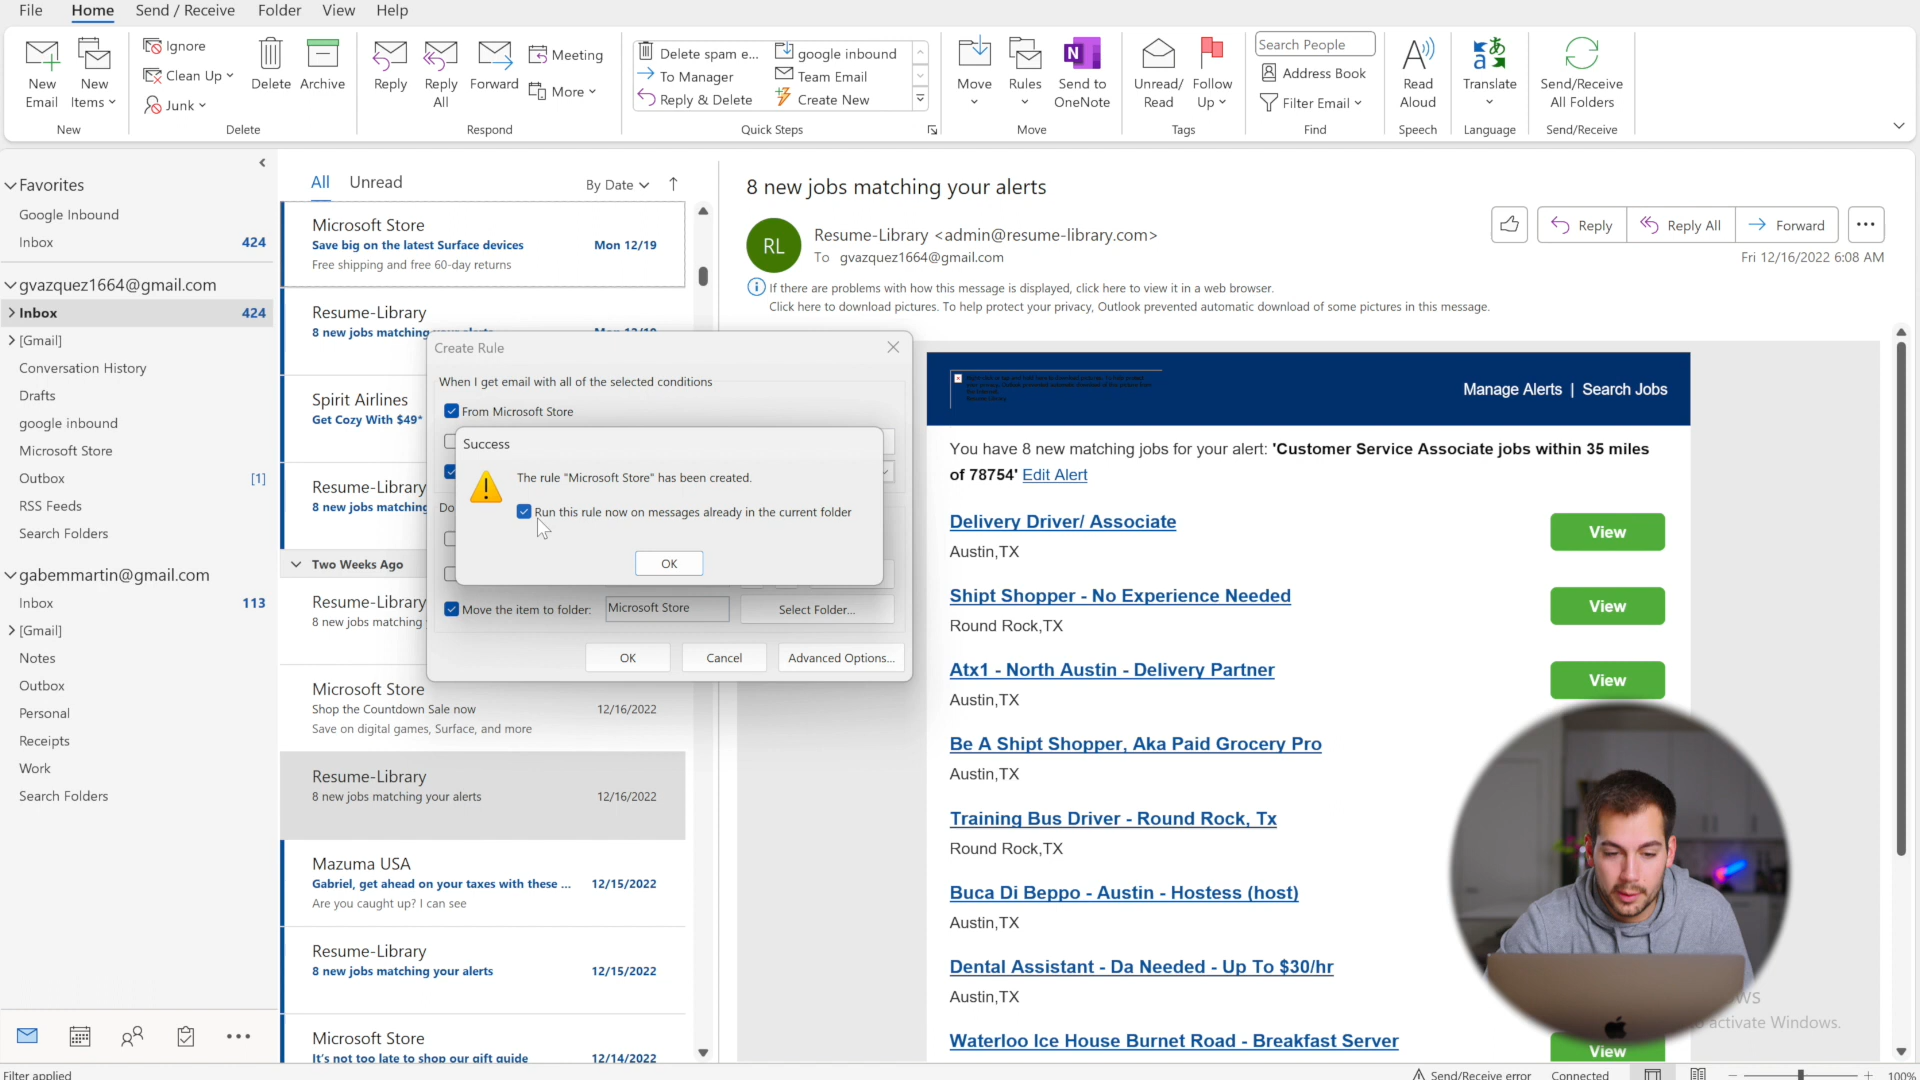 File Home Send / Receive Folder View Help
New Email
New Items
Ignore
Clean Up
Junk
Delete
Archive
Reply
Reply All
Forward
Meeting
More
Delete spam e...
To Manager
Reply & Delete
google inbound
Team Email
Create New
Move
Rules
Send to OneNote
Unread/ Read
Follow Up
Search People
Address Book
Filter Email
Read Aloud
Translate
Send/Receive All Folders
New Delete Respond Quick Steps Move Tags Find Speech Language Send/Receive
Favorites
Google Inbound
Inbox 424
gvazquez1664@gmail.com
Inbox 424
[Gmail]
Conversation History
Drafts
google inbound
Microsoft Store
Outbox [1]
RSS Feeds
Search Folders
gabemmartin@gmail.com
Inbox 113
[Gmail]
Notes
Outbox
Personal
Receipts
Work
Search Folders
All Unread By Date
Microsoft Store
Save big on the latest Surface devices Mon 12/19
Free shipping and free 60-day returns
Resume-Library
8 new jobs matching your alerts Mon 12/19
Spirit Airlines
Get Cozy With $49*
Resume-Library
8 new jobs matching
Two Weeks Ago
Resume-Library
8 new jobs matching
Microsoft Store
Shop the Countdown Sale now 12/16/2022
Save on digital games, Surface, and more
Resume-Library
8 new jobs matching your alerts 12/16/2022
Mazuma USA
Gabriel, get ahead on your taxes with these ... 12/15/2022
Are you caught up? I can see
Resume-Library
8 new jobs matching your alerts 12/15/2022
Microsoft Store
It's not too late to shop our gift guide 12/14/2022
Create Rule
When I get email with all of the selected conditions
From Microsoft Store
Do
Success
The rule "Microsoft Store" has been created.
Run this rule now on messages already in the current folder
OK
Move the item to folder: Microsoft Store Select Folder...
OK Cancel Advanced Options...
8 new jobs matching your alerts
RL
Resume-Library <admin@resume-library.com>
To gvazquez1664@gmail.com
Reply Reply All Forward
Fri 12/16/2022 6:08 AM
If there are problems with how this message is displayed, click here to view it in a web browser.
Click here to download pictures. To help protect your privacy, Outlook prevented automatic download of some pictures in this message.
Manage Alerts | Search Jobs
You have 8 new matching jobs for your alert: 'Customer Service Associate jobs within 35 miles
of 78754' Edit Alert
Delivery Driver/ Associate View
Austin,TX
Shipt Shopper - No Experience Needed View
Round Rock,TX
Atx1 - North Austin - Delivery Partner View
Austin,TX
Be A Shipt Shopper, Aka Paid Grocery Pro
Austin,TX
Training Bus Driver - Round Rock, Tx
Round Rock,TX
Buca Di Beppo - Austin - Hostess (host)
Austin,TX
Dental Assistant - Da Needed - Up To $30/hr
Austin,TX
Waterloo Ice House Burnet Road - Breakfast Server View
activate Windows.
Filter applied Send/Receive error Connected 100%